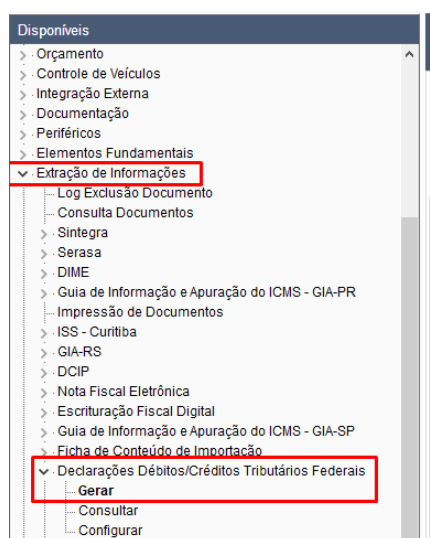 Disponíveis
Orçamento
Controle de Veículos
Integração Externa
Documentação
Periféricos
Elementos Fundamentais
Extração de Informações
Log Exclusão Documento
Consulta Documentos
Sintegra
Serasa
DIME
Guia de Informação e Apuração do ICMS - GIA-PR
Impressão de Documentos
ISS - Curitiba
GIA-RS
DCIP
Nota Fiscal Eletrônica
Escrituração Fiscal Digital
Guia de Informação e Apuração do ICMS - GIA-SP
Ficha de Conteúdo de Importação
Declarações Débitos/Créditos Tributários Federais
Gerar
Consultar
Configurar